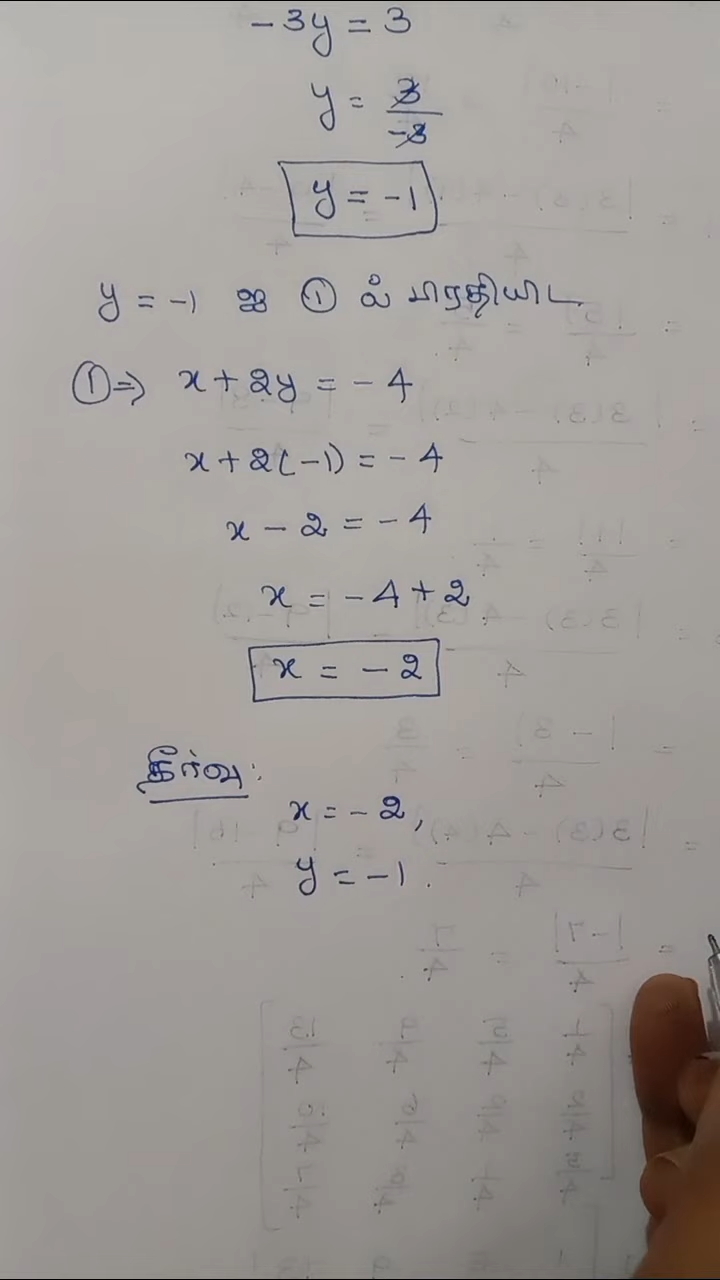 -3y = 3
y = 3/-3
y = -1
y = -1 ஐ ① ல் பிரதியிட
① ⇒ x + 2y = -4
x + 2(-1) = -4
x - 2 = -4
x = -4 + 2
x = -2
தீர்வு:
x = -2,
y = -1.